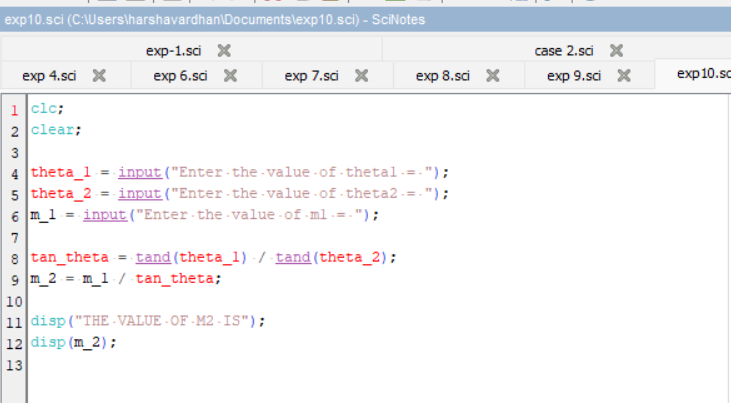 exp10.sci (C:\Users\harshavardhan\Documents\exp10.sci) - SciNotes
exp-1.sci case 2.sci
exp 4.sci exp 6.sci exp 7.sci exp 8.sci exp 9.sci exp10.sc
1 clc;
2 clear;
3
4 theta_1 = input("Enter the value of theta1 = ");
5 theta_2 = input("Enter the value of theta2 = ");
6 m_1 = input("Enter the value of m1 = ");
7
8 tan_theta = tand(theta_1) / tand(theta_2);
9 m_2 = m_1 / tan_theta;
10
11 disp("THE VALUE OF M2 IS");
12 disp(m_2);
13